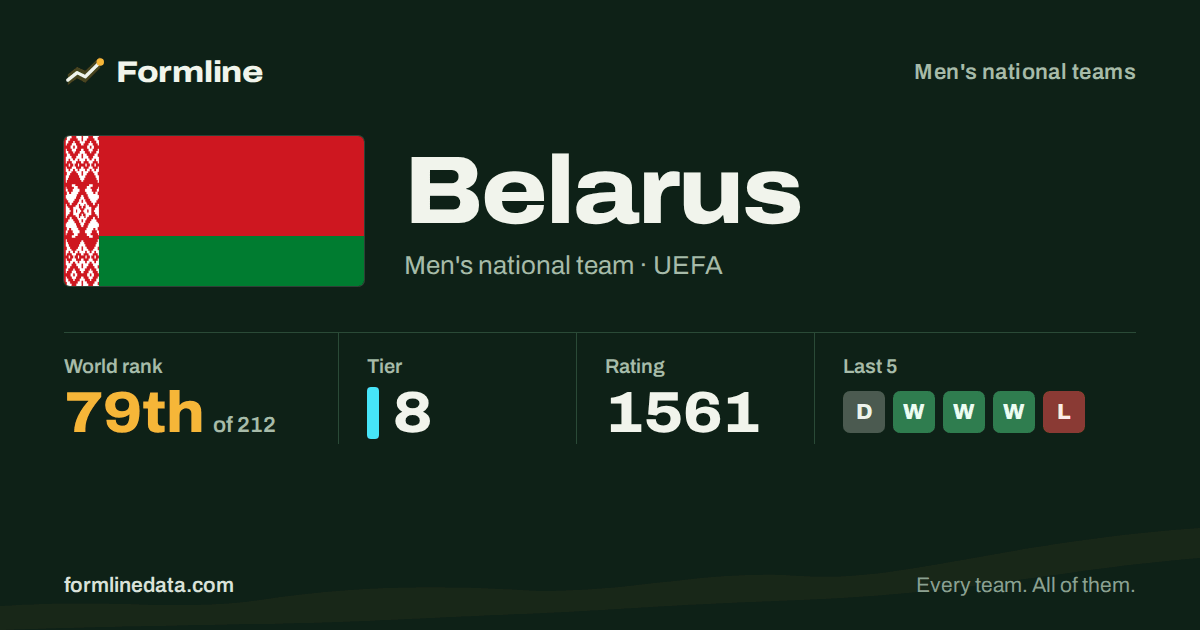 Formline
Men's national teams
Belarus
Men's national team · UEFA
World rank
79th of 212
Tier
8
Rating
1561
Last 5
D W W W L
formlinedata.com
Every team. All of them.